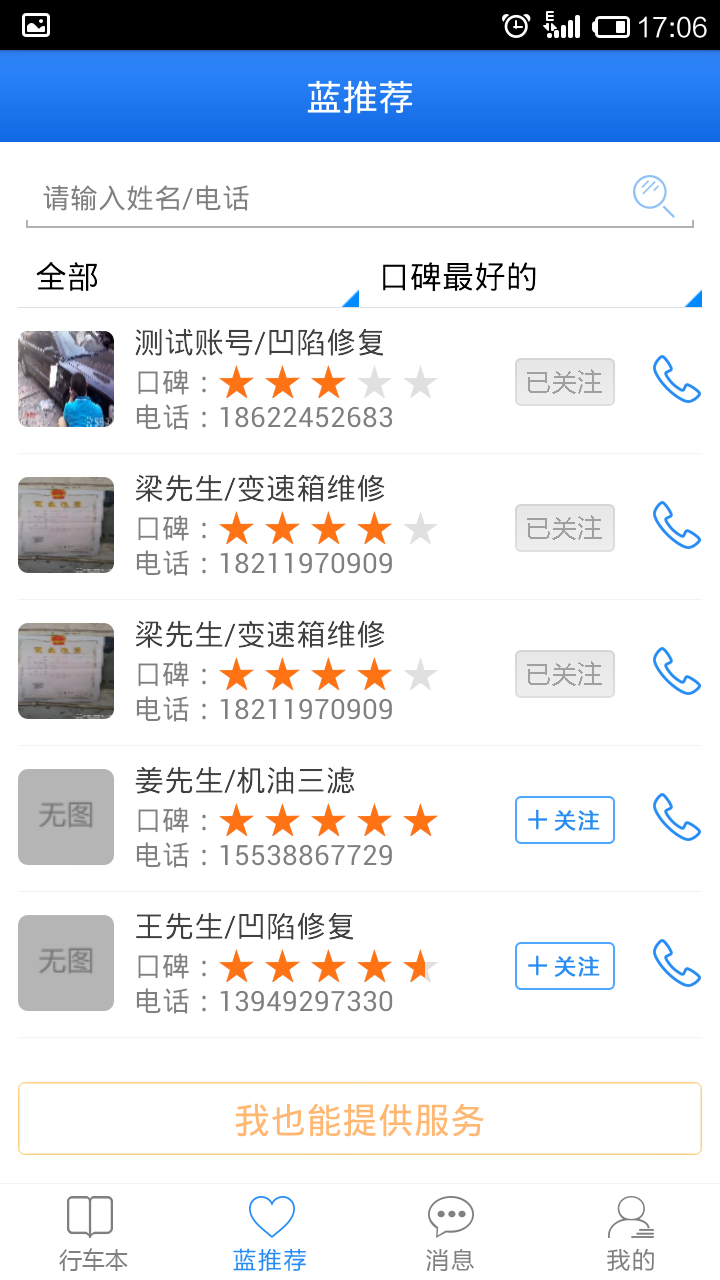 17:06
蓝推荐
请输入姓名/电话
全部
口碑最好的
测试账号/凹陷修复
口碑：
已关注
电话：18622452683
梁先生/变速箱维修
口碑：
已关注
电话：18211970909
梁先生/变速箱维修
口碑：
已关注
电话：18211970909
无图
姜先生/机油三滤
口碑：
+ 关注
电话：15538867729
无图
王先生/凹陷修复
口碑：
+ 关注
电话：13949297330
我也能提供服务
行车本
蓝推荐
消息
我的